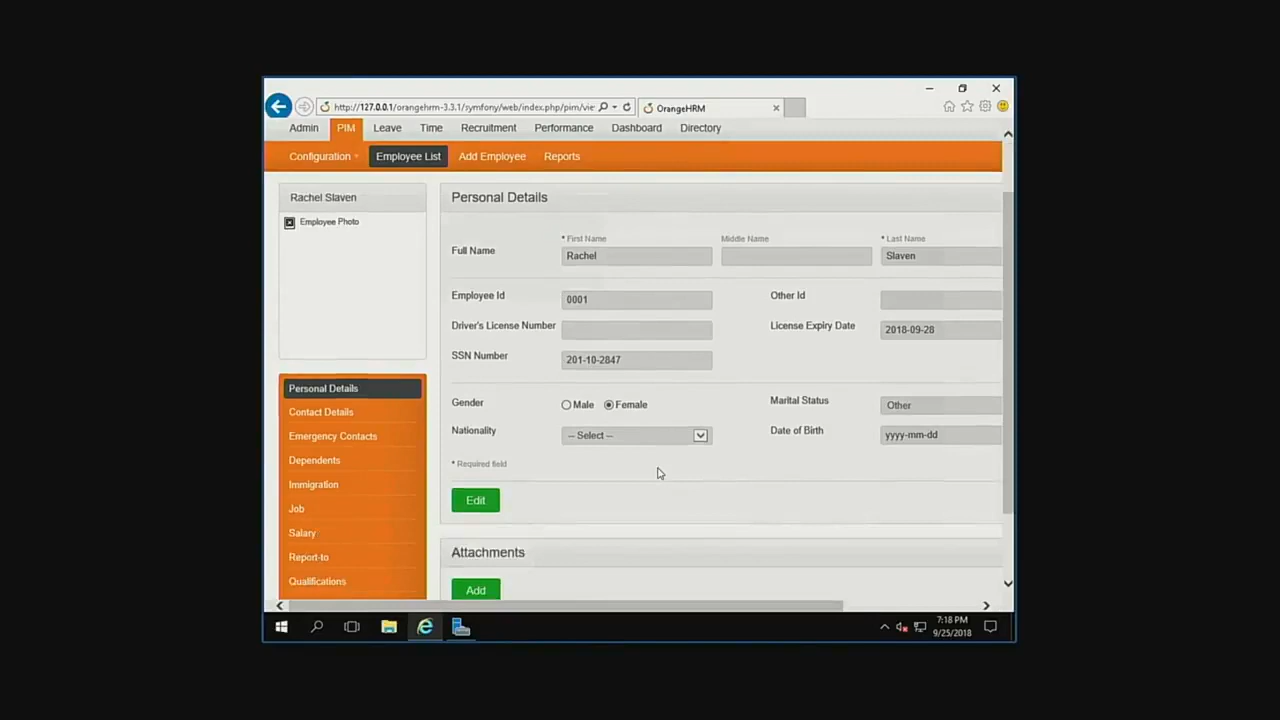 http://127.0.0.1/orangehrm-3.3.1/symfony/web/index.php/pim/vie
OrangeHRM
Admin PIM Leave Time Recruitment Performance Dashboard Directory
Configuration Employee List Add Employee Reports
Rachel Slaven
Employee Photo
Personal Details
Contact Details
Emergency Contacts
Dependents
Immigration
Job
Salary
Report-to
Qualifications
Personal Details
* First Name Middle Name * Last Name
Full Name Rachel Slaven
Employee Id 0001 Other Id
Driver's License Number License Expiry Date 2018-09-28
SSN Number 201-10-2847
Gender Male Female Marital Status Other
Nationality -- Select -- Date of Birth yyyy-mm-dd
* Required field
Edit
Attachments
Add
7:18 PM
9/25/2018